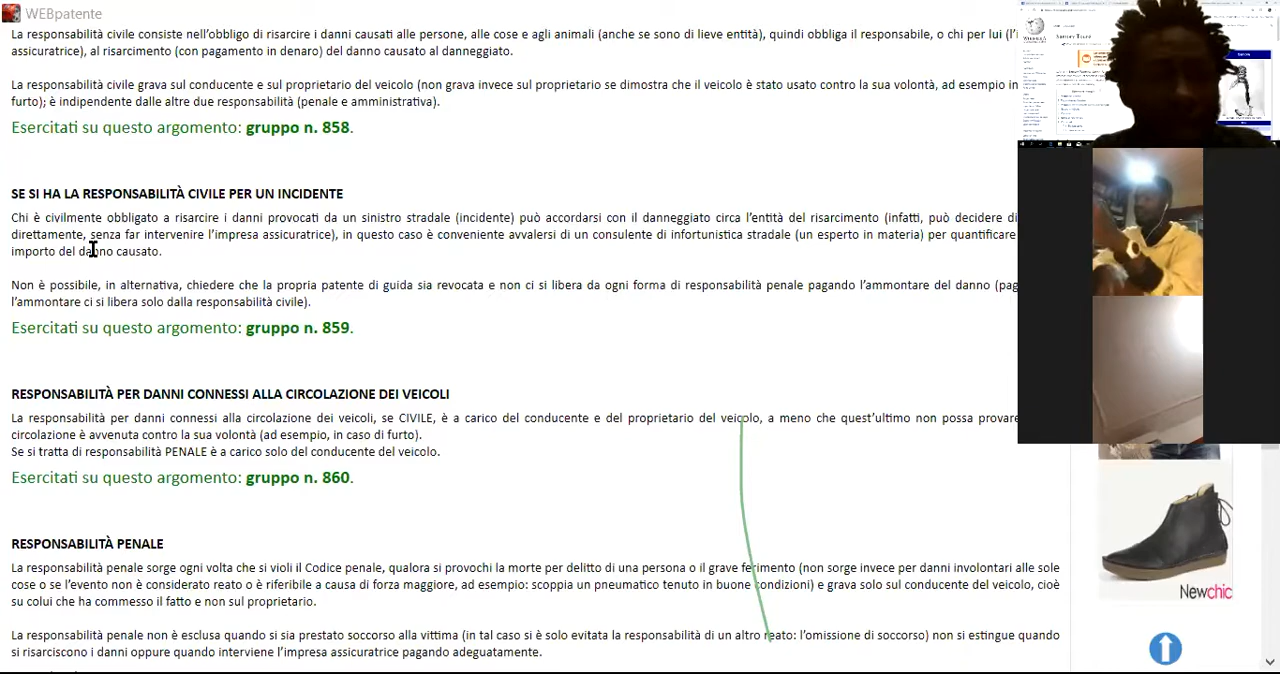 WEBpatente
La responsabilità civile consiste nell'obbligo di risarcire i danni causati alle persone, alle cose o agli animali (anche se sono di lieve entità), quindi obbliga il responsabile, o chi per lui (l'i
assicuratrice), al risarcimento (con pagamento in denaro) del danno causato al danneggiato.
La responsabilità civile
sul proprietario se dimostra che il veicolo è stato usato contro la sua volontà, ad esempio in
furto); è indipendente dalle altre due responsabilità (penale e amministrativa).
Esercitati su questo argomento: gruppo n. 858.
SE SI HA LA RESPONSABILITÀ CIVILE PER UN INCIDENTE
Chi è civilmente obbligato a risarcire i danni provocati da un sinistro stradale (incidente) può accordarsi con il danneggiato circa l'entità del risarcimento (infatti, può decidere di
direttamente, senza far intervenire l'impresa assicuratrice), in questo caso è conveniente avvalersi di un consulente di infortunistica stradale (un esperto in materia) per quantificare
importo del danno causato.
Non è possibile, in alternativa, chiedere che la propria patente di guida sia revocata e non ci si libera da ogni forma di responsabilità penale pagando l'ammontare del danno (pag
l'ammontare ci si libera solo dalla responsabilità civile).
Esercitati su questo argomento: gruppo n. 859.
RESPONSABILITÀ PER DANNI CONNESSI ALLA CIRCOLAZIONE DEI VEICOLI
La responsabilità per danni connessi alla circolazione dei veicoli, se CIVILE, è a carico del conducente e del proprietario del veicolo, a meno che quest'ultimo non possa provare
circolazione è avvenuta contro la sua volontà (ad esempio, in caso di furto).
Se si tratta di responsabilità PENALE è a carico solo del conducente del veicolo.
Esercitati su questo argomento: gruppo n. 860.
RESPONSABILITÀ PENALE
La responsabilità penale sorge ogni volta che si violi il Codice penale, qualora si provochi la morte per delitto di una persona o il grave ferimento (non sorge invece per danni involontari alle sole
cose o se l'evento non è considerato reato o è riferibile a causa di forza maggiore, ad esempio: scoppia un pneumatico tenuto in buone condizioni) e grava solo sul conducente del veicolo, cioè
su colui che ha commesso il fatto e non sul proprietario.
La responsabilità penale non è esclusa quando si sia prestato soccorso alla vittima (in tal caso si è solo evitata la responsabilità di un altro reato: l'omissione di soccorso) non si estingue quando
si risarciscono i danni oppure quando interviene l'impresa assicuratrice pagando adeguatamente.
Newchic